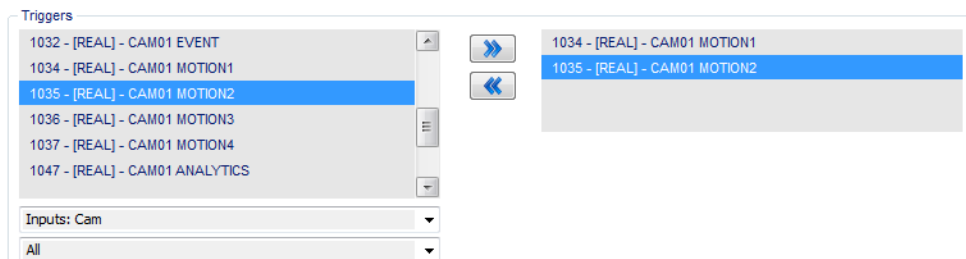 Triggers
1032 - [REAL] - CAM01 EVENT
1034 - [REAL] - CAM01 MOTION1
1035 - [REAL] - CAM01 MOTION2
1036 - [REAL] - CAM01 MOTION3
1037 - [REAL] - CAM01 MOTION4
1047 - [REAL] - CAM01 ANALYTICS
Inputs: Cam
All
1034 - [REAL] - CAM01 MOTION1
1035 - [REAL] - CAM01 MOTION2